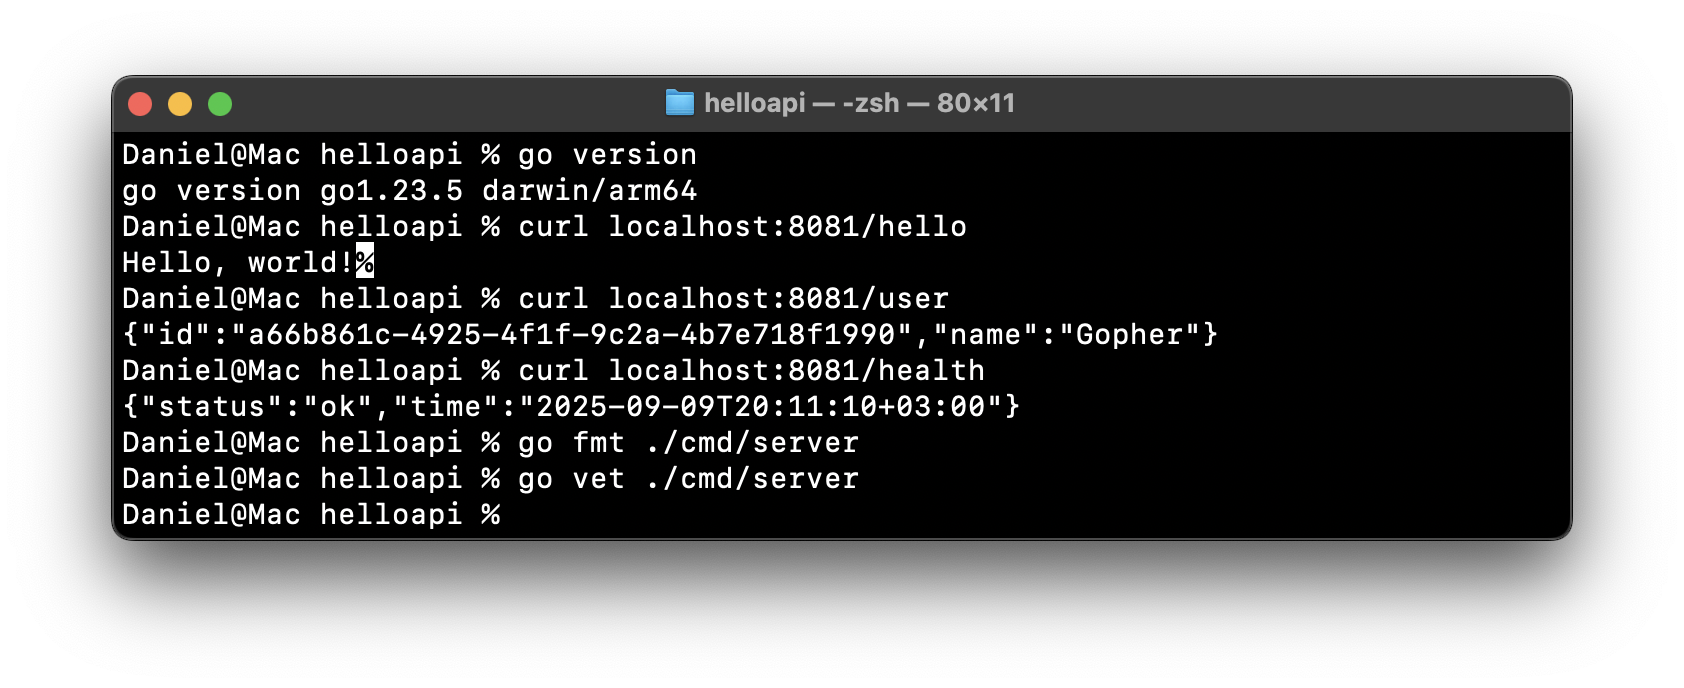 helloapi — -zsh — 80×11
Daniel@Mac helloapi % go version
go version go1.23.5 darwin/arm64
Daniel@Mac helloapi % curl localhost:8081/hello
Hello, world!%
Daniel@Mac helloapi % curl localhost:8081/user
{"id":"a66b861c-4925-4f1f-9c2a-4b7e718f1990","name":"Gopher"}
Daniel@Mac helloapi % curl localhost:8081/health
{"status":"ok","time":"2025-09-09T20:11:10+03:00"}
Daniel@Mac helloapi % go fmt ./cmd/server
Daniel@Mac helloapi % go vet ./cmd/server
Daniel@Mac helloapi %